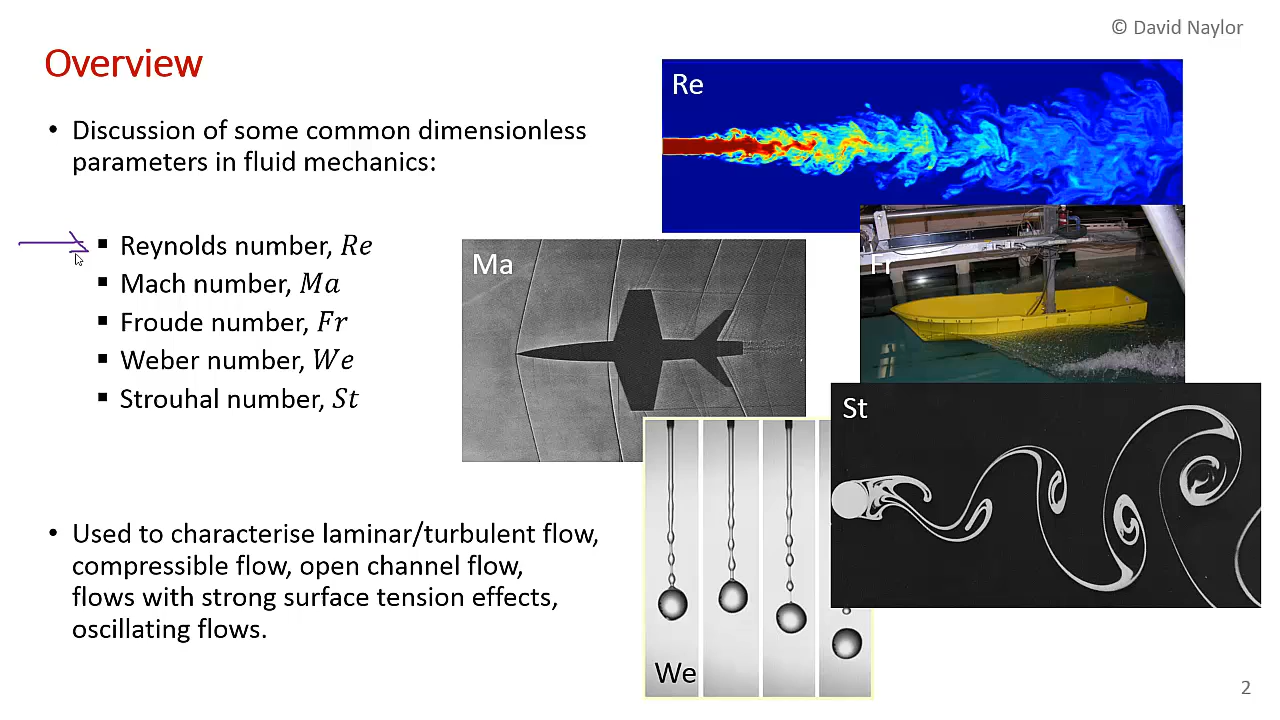 © David Naylor
Overview
• Discussion of some common dimensionless
parameters in fluid mechanics:
▪ Reynolds number, Re
▪ Mach number, Ma
▪ Froude number, Fr
▪ Weber number, We
▪ Strouhal number, St
• Used to characterise laminar/turbulent flow,
compressible flow, open channel flow,
flows with strong surface tension effects,
oscillating flows.
Re
Ma
Fr
St
We
2